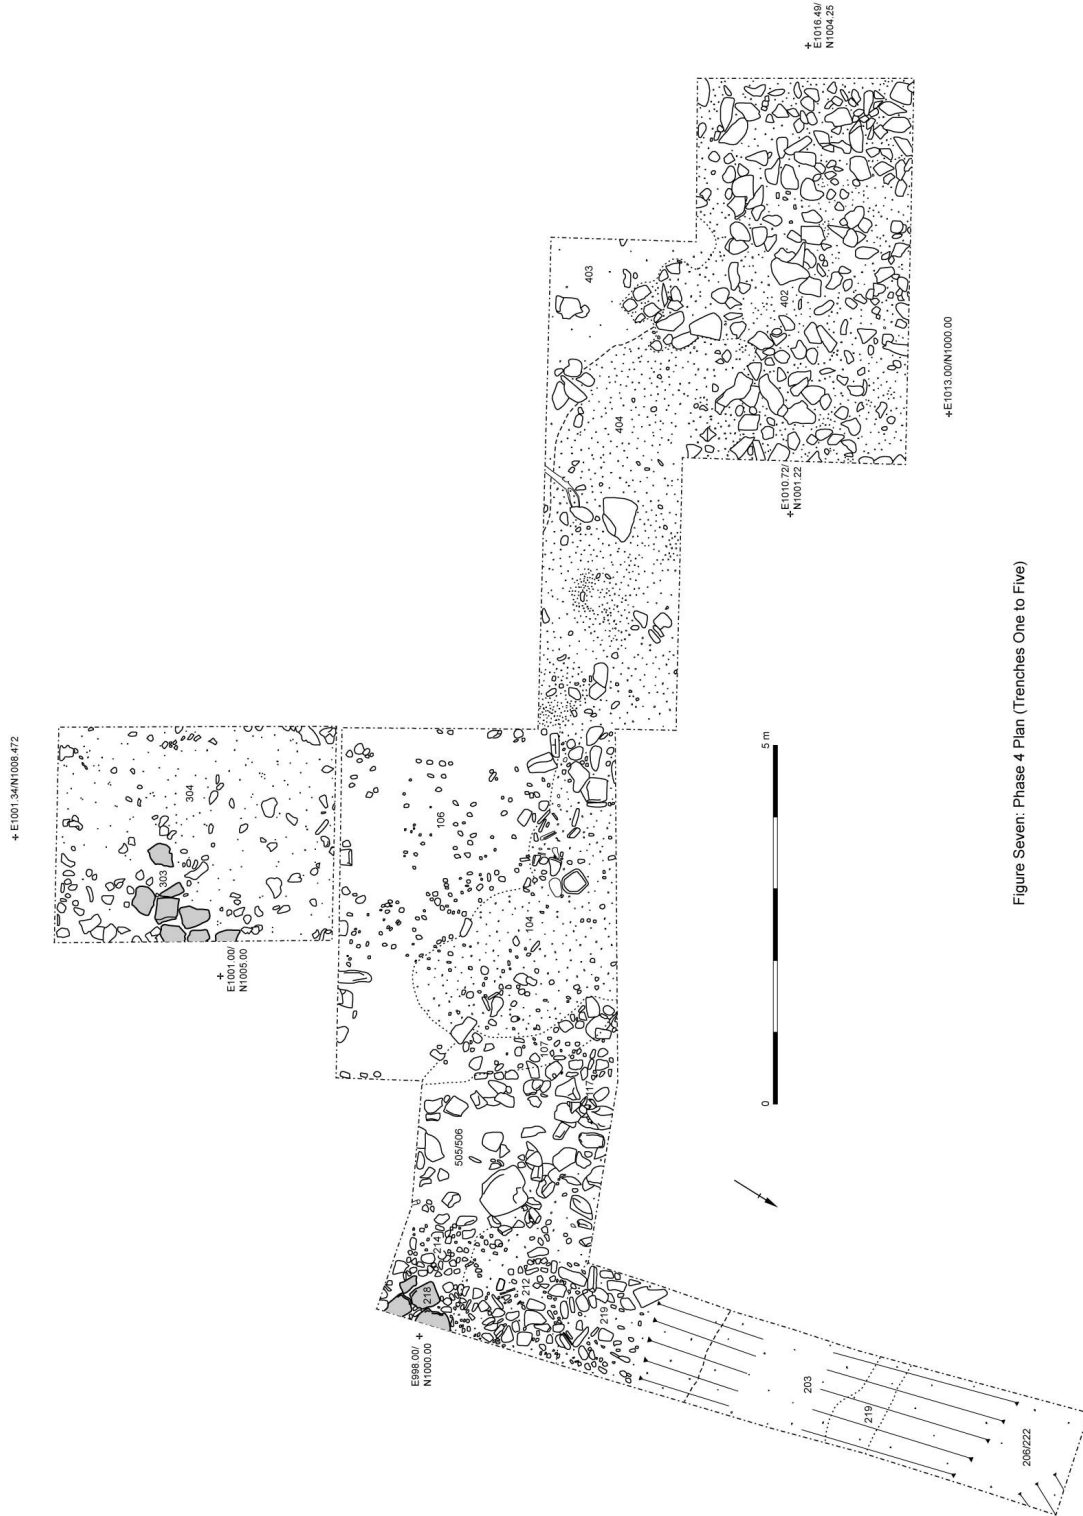 + E1016.49/
N1004.25
+ E1001.34/N1008.472
304
303
+ E1001.00/
N1005.00
403
404
402
+E1013.00/N1000.00
+E1010.72/
N1001.22
106
104
107
117
505/506
214
218
212
219
E998.00/ +
N1000.00
203
219
206/222
0
5 m
Figure Seven: Phase 4 Plan (Trenches One to Five)